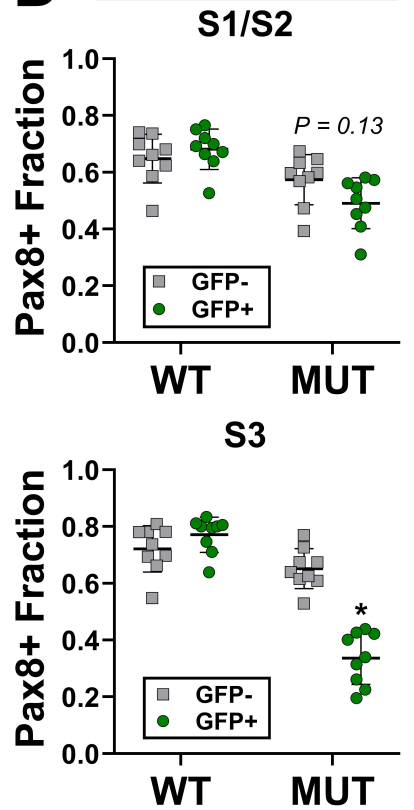 S1/S2
Pax8+ Fraction
1.0
0.8
0.6
0.4
0.2
0.0
P = 0.13
GFP-
GFP+
WT MUT
S3
Pax8+ Fraction
1.0
0.8
0.6
0.4
0.2
0.0
*
GFP-
GFP+
WT MUT